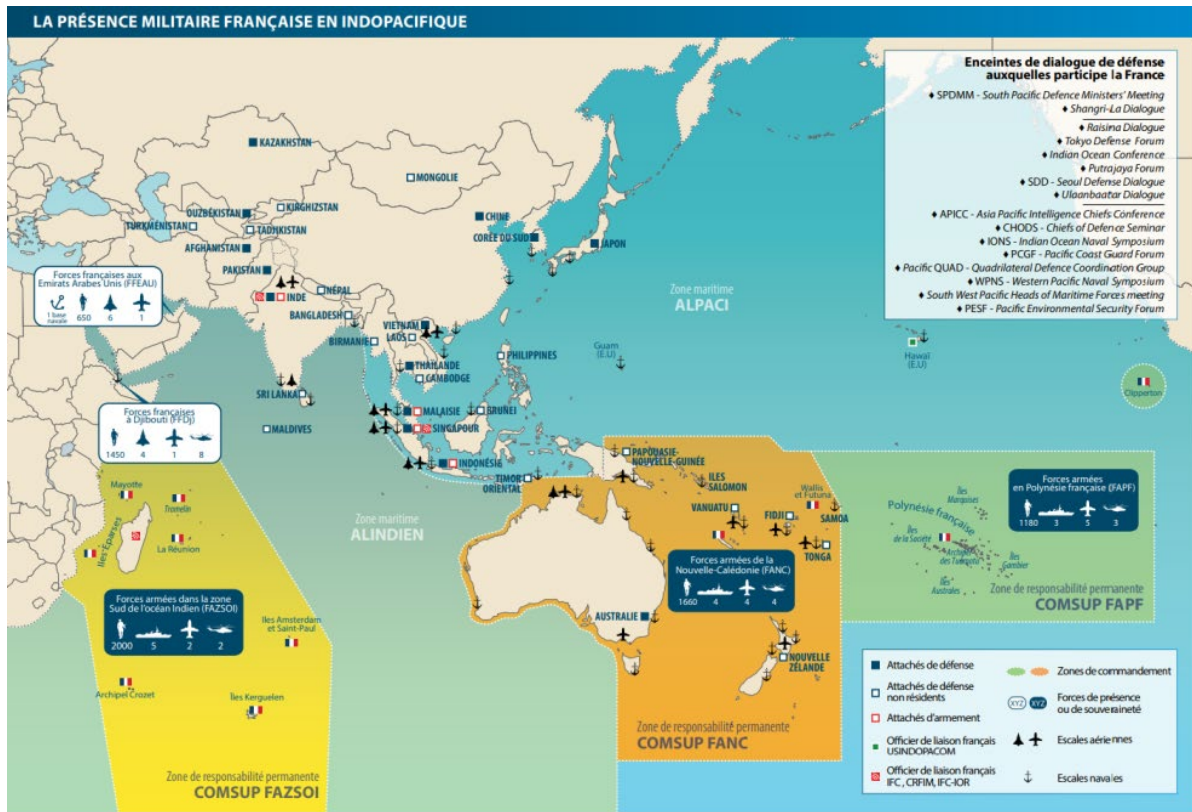 LA PRÉSENCE MILITAIRE FRANÇAISE EN INDOPACIFIQUE
Enceintes de dialogue de défense
auxquelles participe la France
♦ SPDMM - South Pacific Defence Ministers' Meeting
♦ Shangri-La Dialogue
♦ Raisina Dialogue
♦ Tokyo Defense Forum
♦ Indian Ocean Conference
♦ Putrajaya Forum
♦ SDD - Seoul Defense Dialogue
♦ Ulaanbaatar Dialogue
♦ APICC - Asia Pacific Intelligence Chiefs Conference
♦ CHODS - Chiefs of Defence Seminar
♦ IONS - Indian Ocean Naval Symposium
♦ PCGF - Pacific Coast Guard Forum
♦ Pacific QUAD - Quadrilateral Defence Coordination Group
♦ WPNS - Western Pacific Naval Symposium
♦ South West Pacific Heads of Maritime Forces meeting
♦ PESF - Pacific Environmental Security Forum
KAZAKHSTAN
MONGOLIE
OUZBÉKISTAN
KIRGHIZSTAN
TURKMÉNISTAN
TADJIKISTAN
CHINE
CORÉE DU SUD
JAPON
AFGHANISTAN
PAKISTAN
Forces françaises aux
Emirats Arabes Unis (FFEAU)
1 base
navale
650
6
1
INDE
NÉPAL
BANGLADESH
BIRMANIE
VIETNAM
LAOS
THAILANDE
CAMBODGE
PHILIPPINES
Zone maritime
ALPACI
Guam
(E.U)
Hawaï
(E.U)
Clipperton
SRI LANKA
MALDIVES
MALAISIE
BRUNEI
SINGAPOUR
INDONÉSIE
TIMOR
ORIENTAL
Forces françaises
à Djibouti (FFDj)
1450
4
1
8
PAPOUASIE-
NOUVELLE-GUINÉE
ILES
SALOMON
Wallis
et Futuna
VANUATU
FIDJI
SAMOA
TONGA
Mayotte
Tromelin
Iles Eparses
La Réunion
Zone maritime
ALINDIEN
Forces armées
en Polynésie française (FAPF)
1180
3
5
3
Polynésie française
Îles
Marquises
Îles
de la Société
Archipel
des Tuamotu
Îles
Gambier
Îles
Australes
Zone de responsabilité permanente
COMSUP FAPF
Forces armées de la
Nouvelle-Calédonie (FANC)
1660
4
4
4
Forces armées dans la zone
Sud de l'océan Indien (FAZSOI)
2000
5
2
2
Iles Amsterdam
et Saint-Paul
AUSTRALIE
NOUVELLE
ZÉLANDE
Archipel Crozet
Îles Kerguelen
Zone de responsabilité permanente
COMSUP FANC
Zone de responsabilité permanente
COMSUP FAZSOI
Attachés de défense
Attachés de défense
non résidents
Attachés d'armement
Officier de liaison français
USINDOPACOM
Officier de liaison français
IFC, CRFIM, IFC-IOR
Zones de commandement
XYZ
XYZ
Forces de présence
ou de souveraineté
Escales aériennes
Escales navales